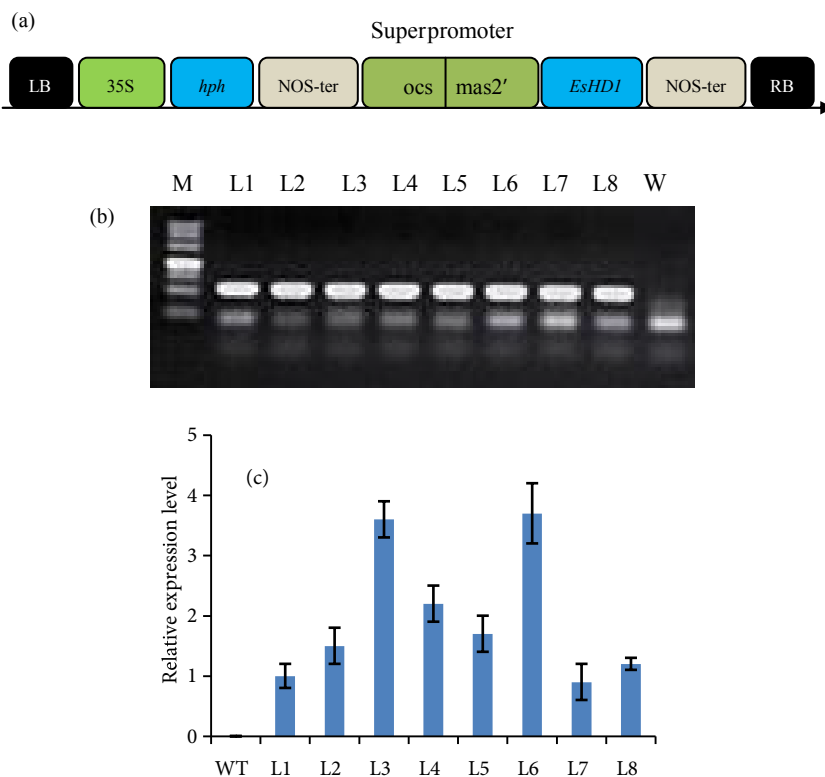 (a)
Superpromoter
LB 35S hph NOS-ter ocs mas2′ EsHD1 NOS-ter RB
M L1 L2 L3 L4 L5 L6 L7 L8 W
(b)
5
(c)
4
3
2
1
0
Relative expression level
WT L1 L2 L3 L4 L5 L6 L7 L8